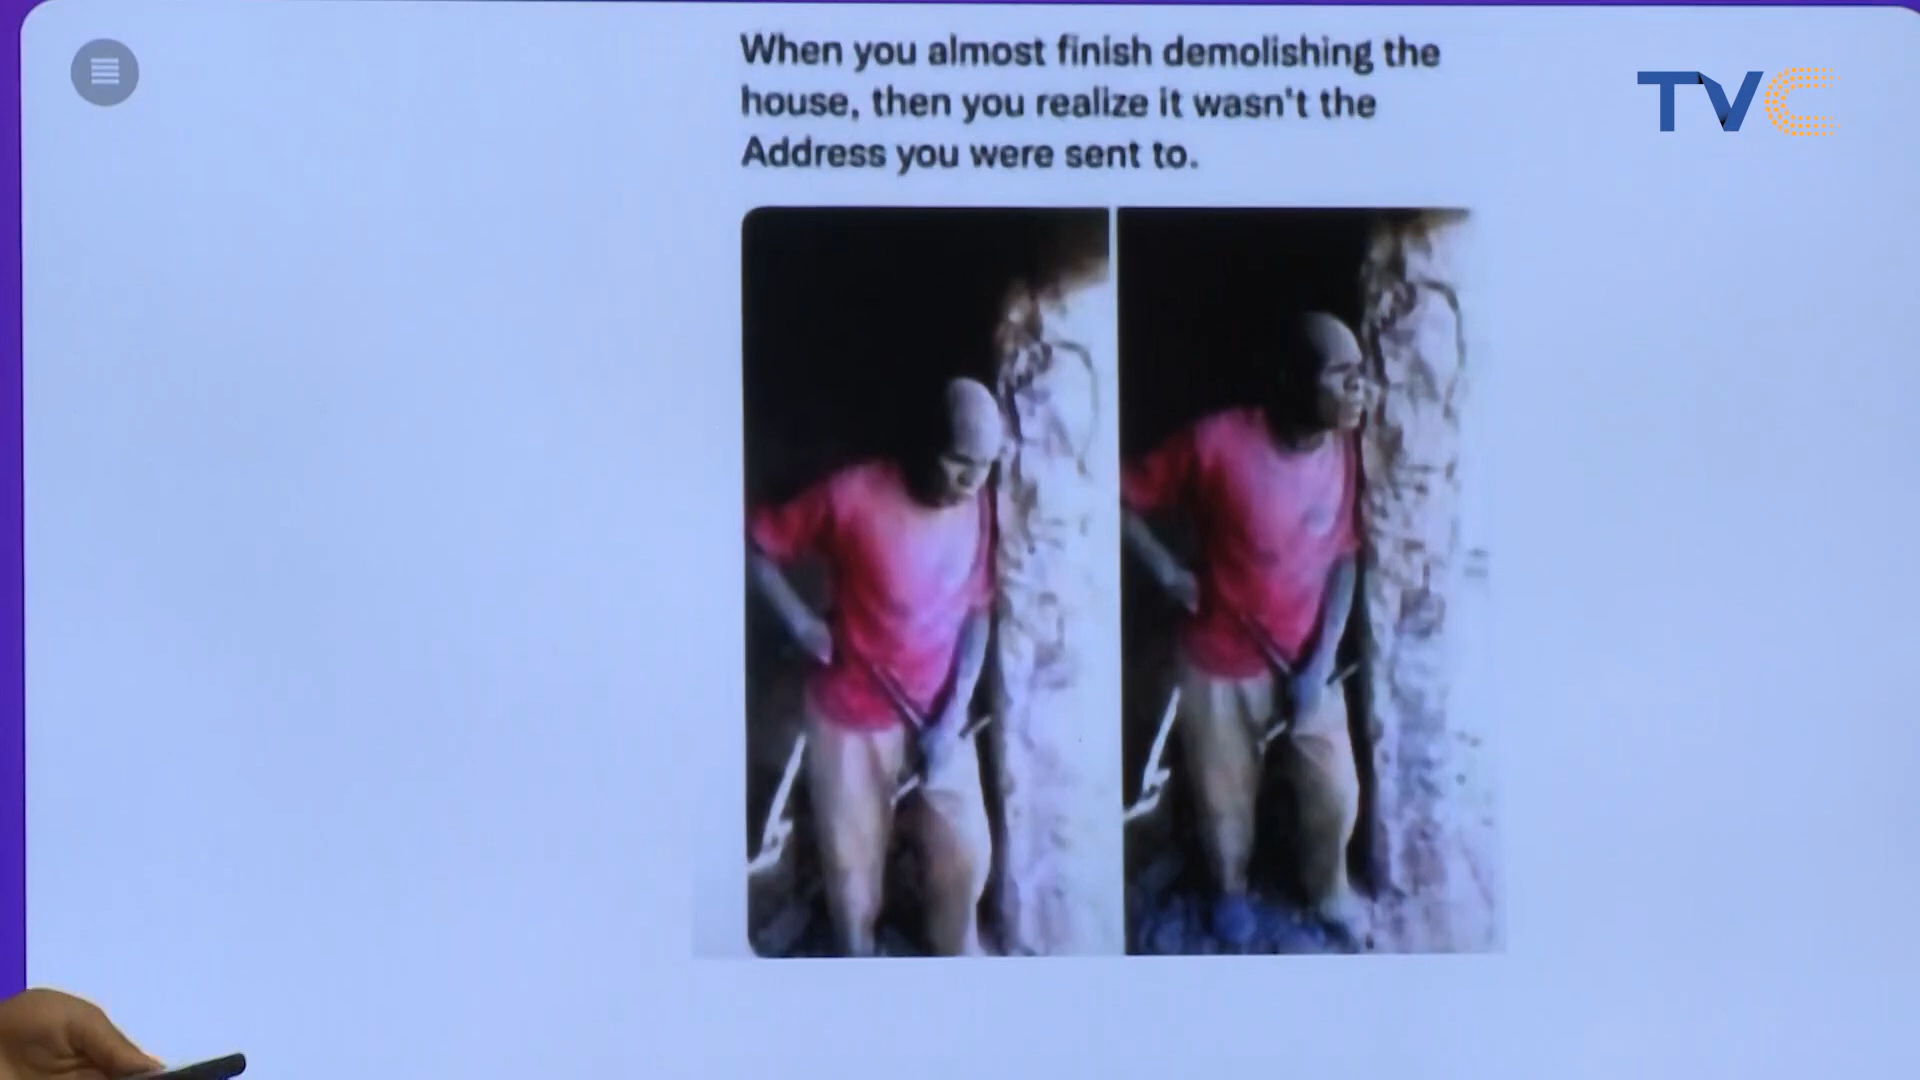 When you almost finish demolishing the
house, then you realize it wasn't the
Address you were sent to.
TVC